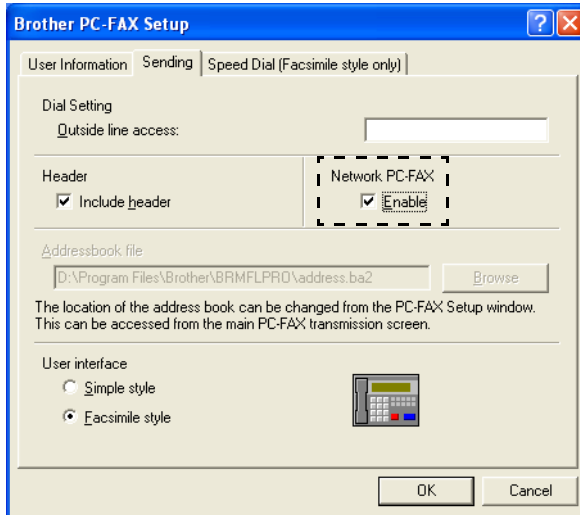 Brother PC-FAX Setup
User Information Sending Speed Dial (Facsimile style only)
Dial Setting
Outside line access:
Header Network PC-FAX
Include header Enable
Addressbook file
D:\Program Files\Brother\BRMFLPRO\address.ba2 Browse
The location of the address book can be changed from the PC-FAX Setup window.
This can be accessed from the main PC-FAX transmission screen.
User interface
Simple style
Facsimile style
OK Cancel